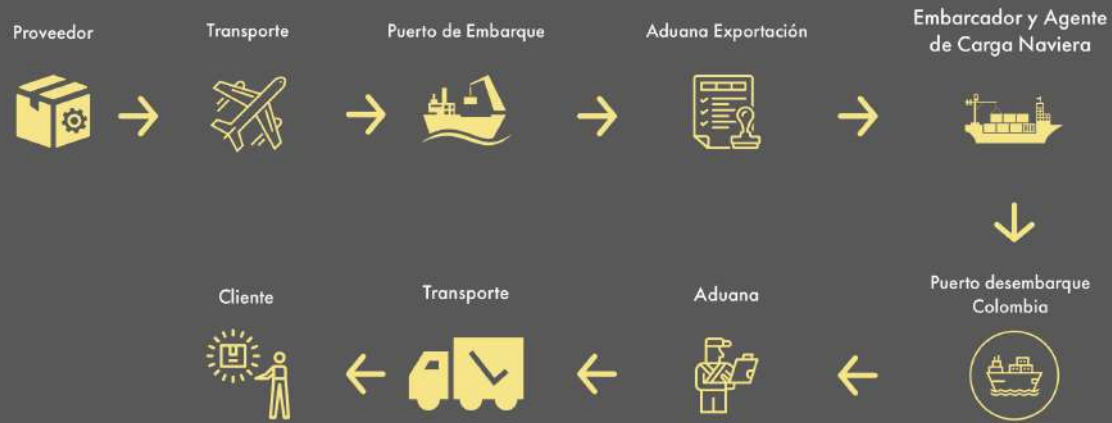 Proveedor
Transporte
Puerto de Embarque
Aduana Exportación
Embarcador y Agente
de Carga Naviera
Puerto desembarque
Colombia
Aduana
Transporte
Cliente